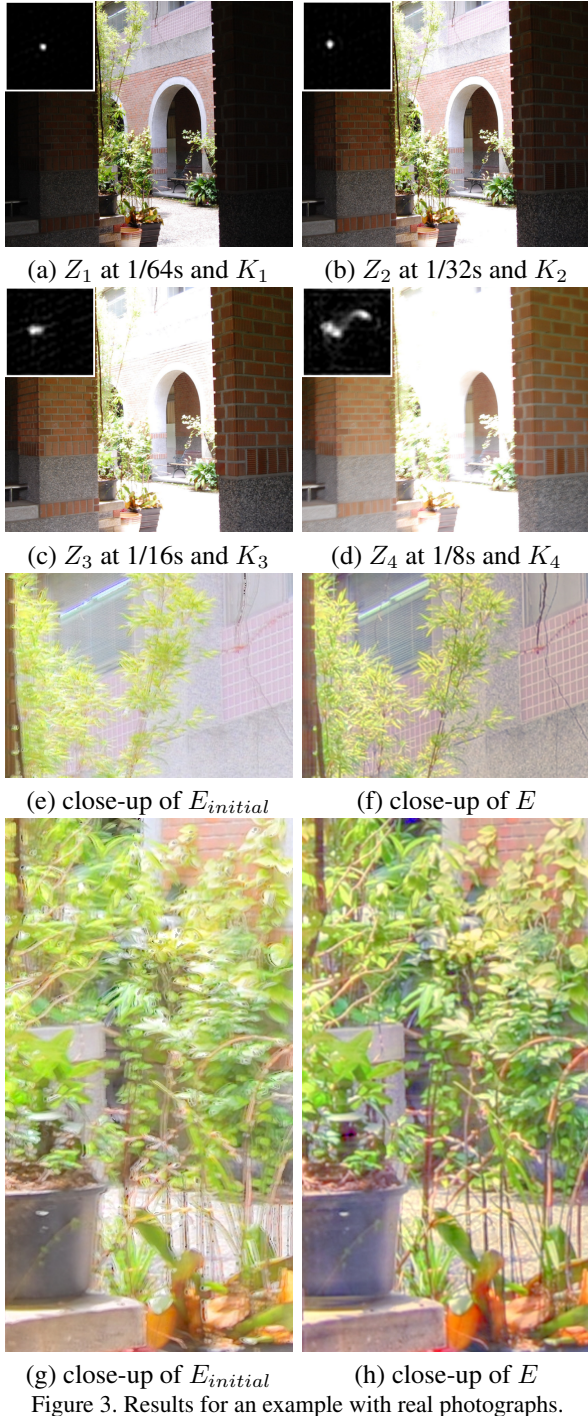 (a) Z₁ at 1/64s and K₁
(b) Z₂ at 1/32s and K₂
(c) Z₃ at 1/16s and K₃
(d) Z₄ at 1/8s and K₄
(e) close-up of E_initial
(f) close-up of E
(g) close-up of E_initial
(h) close-up of E
Figure 3. Results for an example with real photographs.